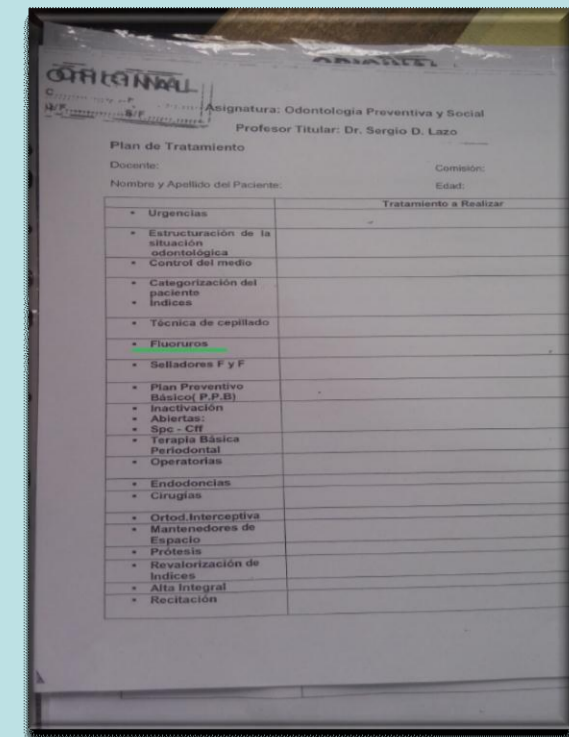 ORIGINAL
Asignatura: Odontología Preventiva y Social
Profesor Titular: Dr. Sergio D. Lazo
Plan de Tratamiento
Docente:
Comisión:
Nombre y Apellido del Paciente:
Edad:
Tratamiento a Realizar
• Urgencias
• Estructuración de la
situación
odontológica
• Control del medio
• Categorización del
paciente
• Índices
• Técnica de cepillado
• Fluoruros
• Selladores F y F
• Plan Preventivo
Básico( P.P.B)
• Inactivación
• Abiertas:
• Spc - Cff
• Terapia Básica
Periodontal
• Operatorias
• Endodoncias
• Cirugías
• Ortod.Interceptiva
• Mantenedores de
Espacio
• Prótesis
• Revalorización de
Indices
• Alta Integral
• Recitación